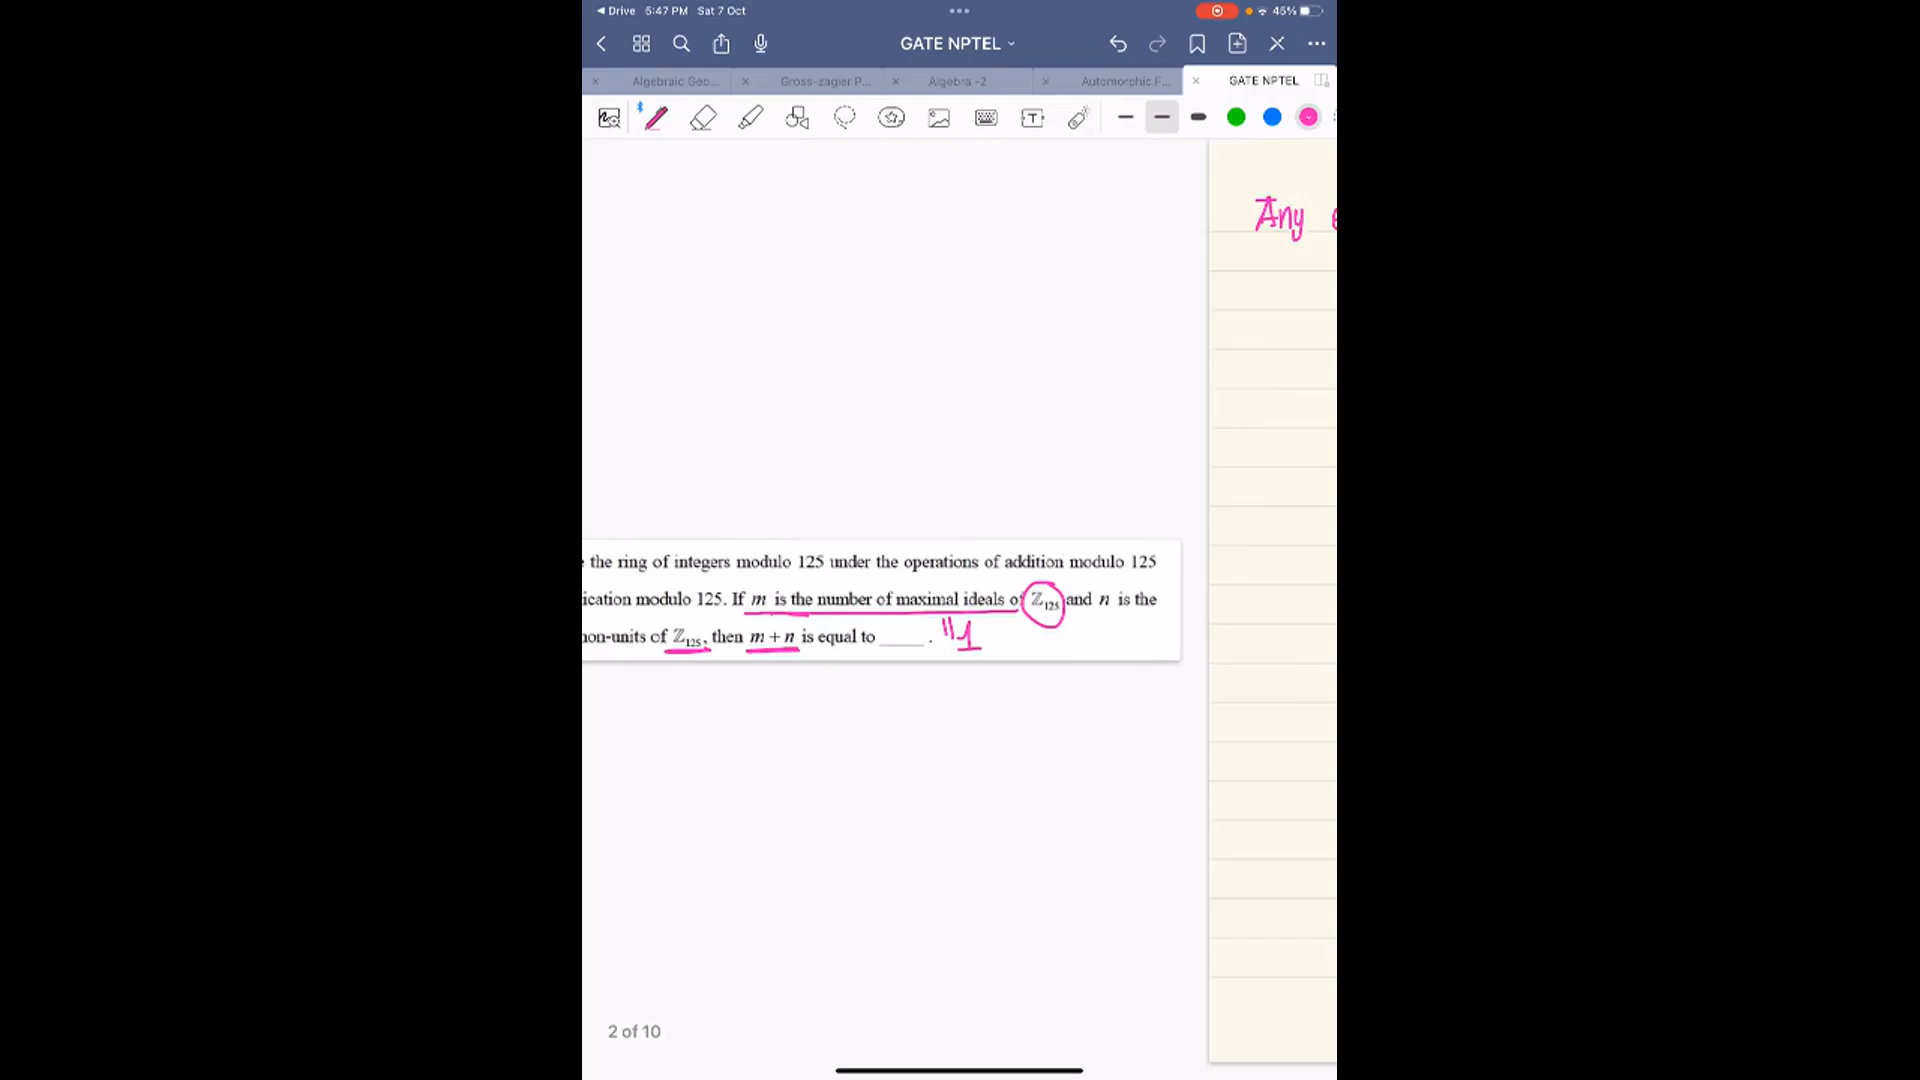 Drive 5:47 PM Sat 7 Oct
45%
GATE NPTEL
Algebraic Geo... Gross-zagier P... Algebra -2 Automorphic F... GATE NPTEL
Any
the ring of integers modulo 125 under the operations of addition modulo 125
ication modulo 125. If m is the number of maximal ideals of ℤ₁₂₅ and n is the
non-units of ℤ₁₂₅, then m + n is equal to _____ . "1
2 of 10